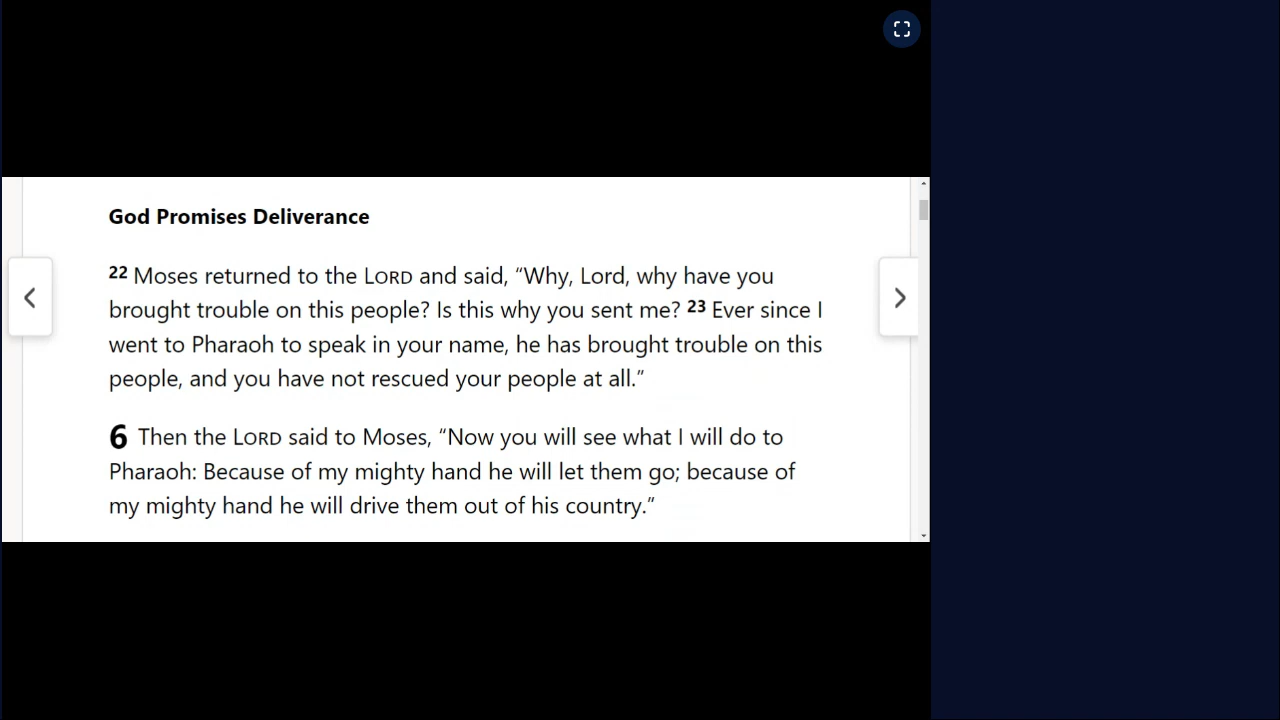 God Promises Deliverance
22 Moses returned to the LORD and said, “Why, Lord, why have you
brought trouble on this people? Is this why you sent me? 23 Ever since I
went to Pharaoh to speak in your name, he has brought trouble on this
people, and you have not rescued your people at all.”
6 Then the LORD said to Moses, “Now you will see what I will do to
Pharaoh: Because of my mighty hand he will let them go; because of
my mighty hand he will drive them out of his country.”